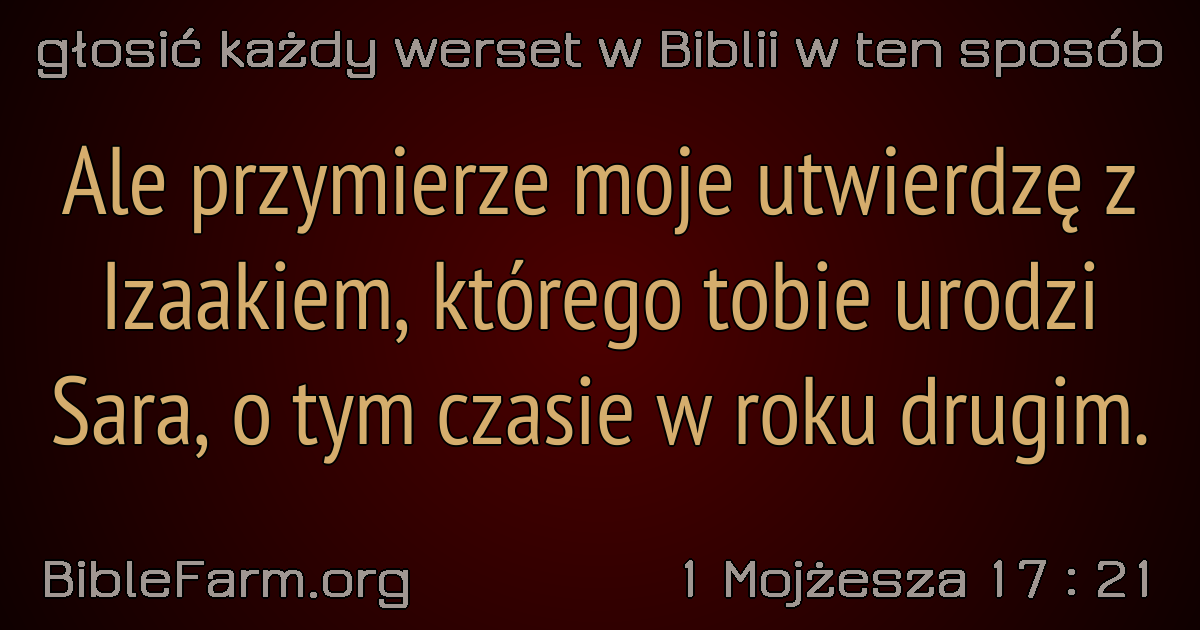 głosić każdy werset w Biblii w ten sposób
Ale przymierze moje utwierdzę z
Izaakiem, którego tobie urodzi
Sara, o tym czasie w roku drugim.
BibleFarm.org
1 Mojżesza 17 : 21